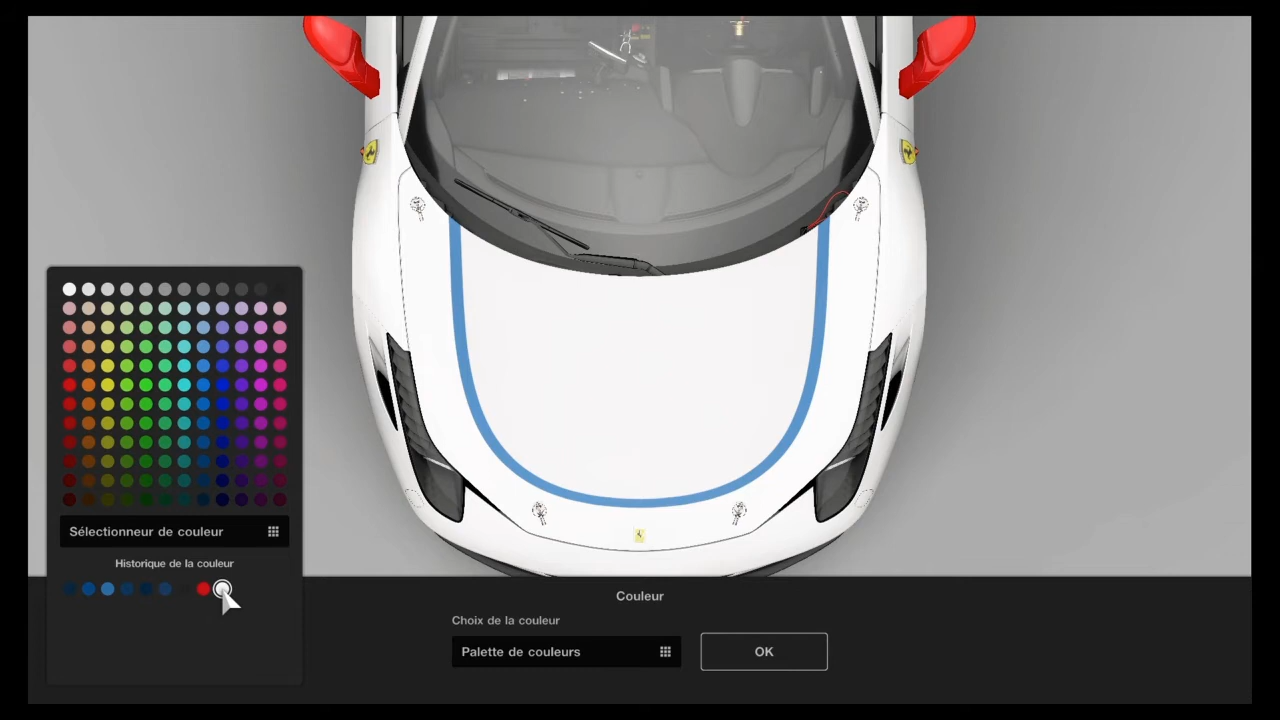 Sélectionneur de couleur
Historique de la couleur
Couleur
Choix de la couleur
Palette de couleurs
OK